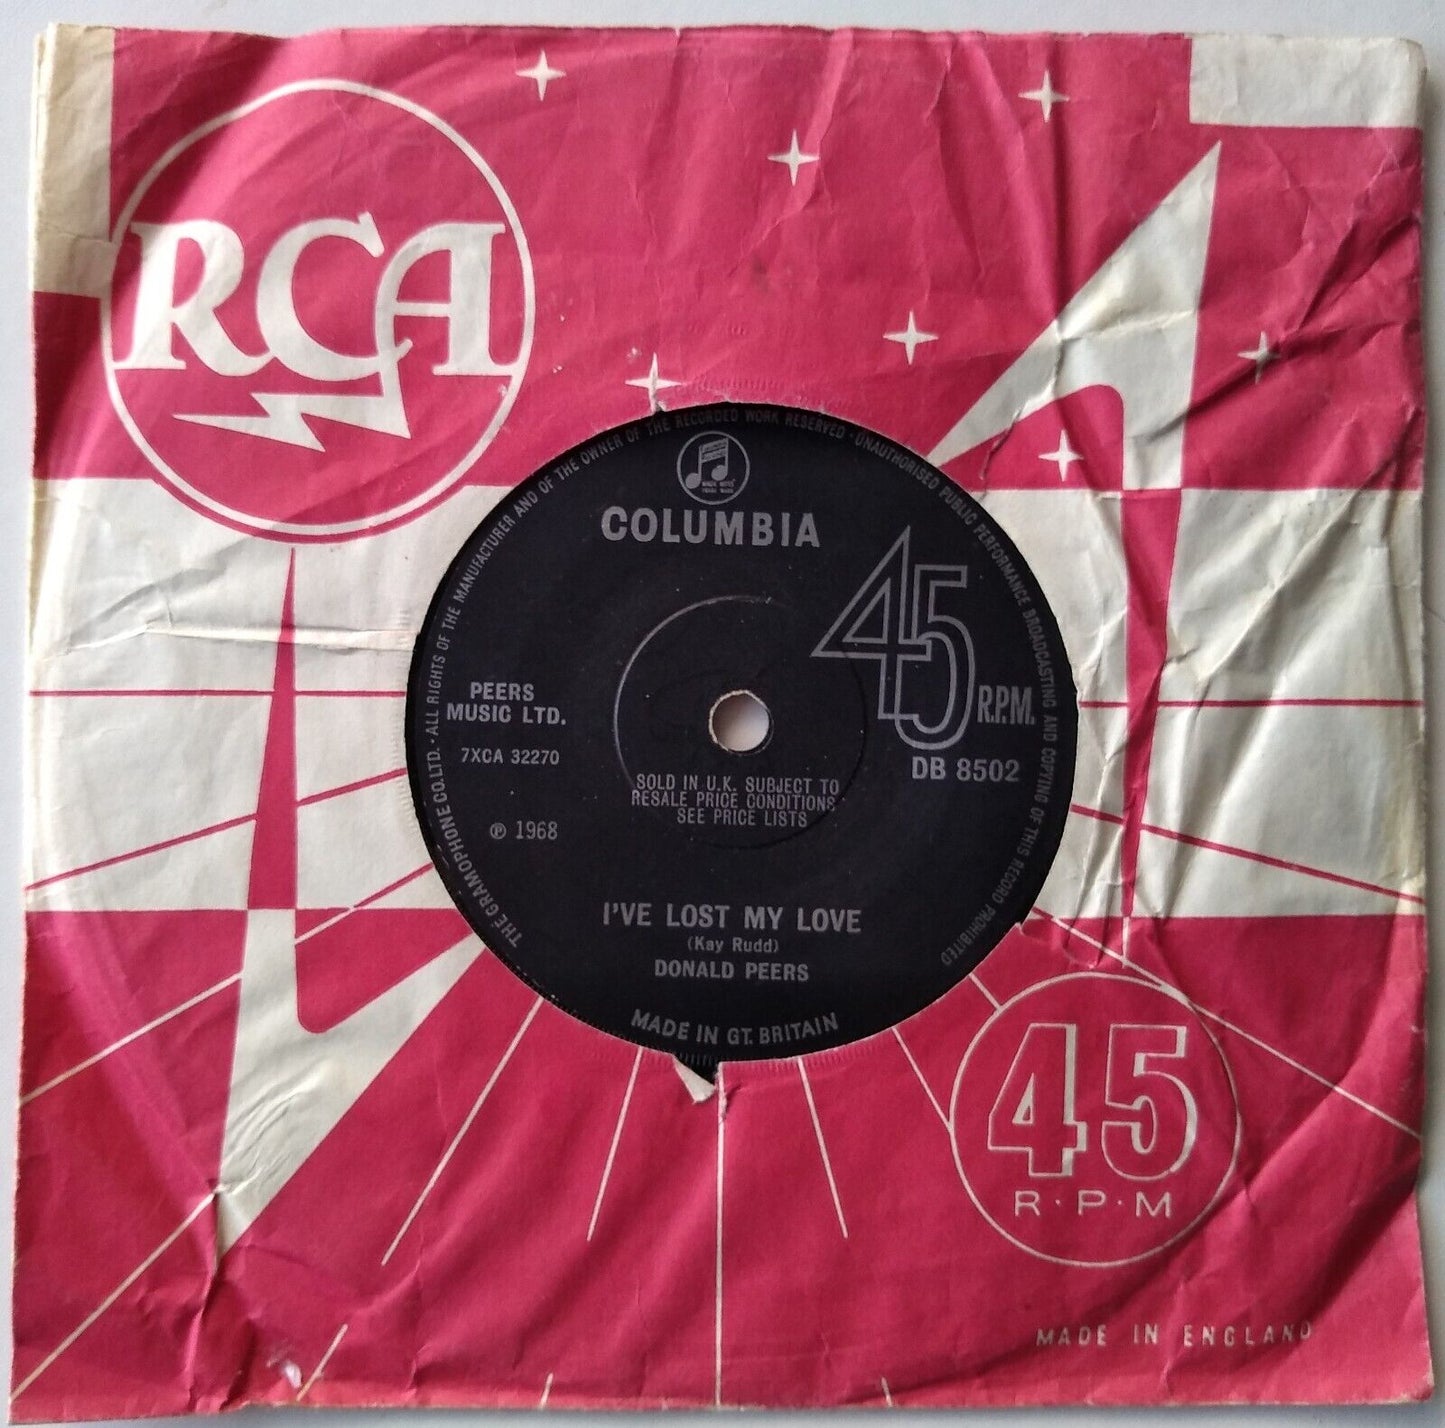 RCA
THE GRAMOPHONE CO. LTD. · ALL RIGHTS OF THE MANUFACTURER AND OF THE OWNER OF THE RECORDED WORK RESERVED · UNAUTHORISED PUBLIC PERFORMANCE BROADCASTING AND COPYING OF THIS RECORD PROHIBITED
COLUMBIA
45
R.P.M.
PEERS
MUSIC LTD.
7XCA 32270
DB 8502
SOLD IN U.K. SUBJECT TO
RESALE PRICE CONDITIONS
SEE PRICE LISTS
℗ 1968
I'VE LOST MY LOVE
(Kay Rudd)
DONALD PEERS
MADE IN GT. BRITAIN
45
R·P·M
MADE IN ENGLAND